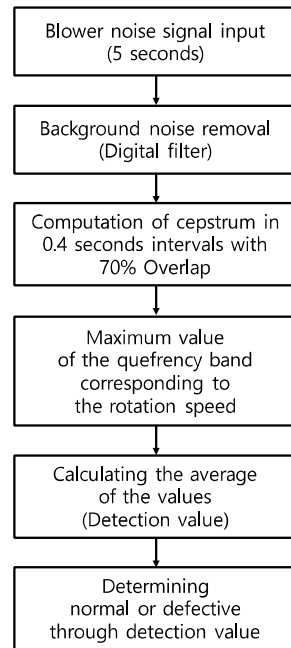 Blower noise signal input
(5 seconds)
Background noise removal
(Digital filter)
Computation of cepstrum in
0.4 seconds intervals with
70% Overlap
Maximum value
of the quefrency band
corresponding to
the rotation speed
Calculating the average
of the values
(Detection value)
Determining
normal or defective
through detection value